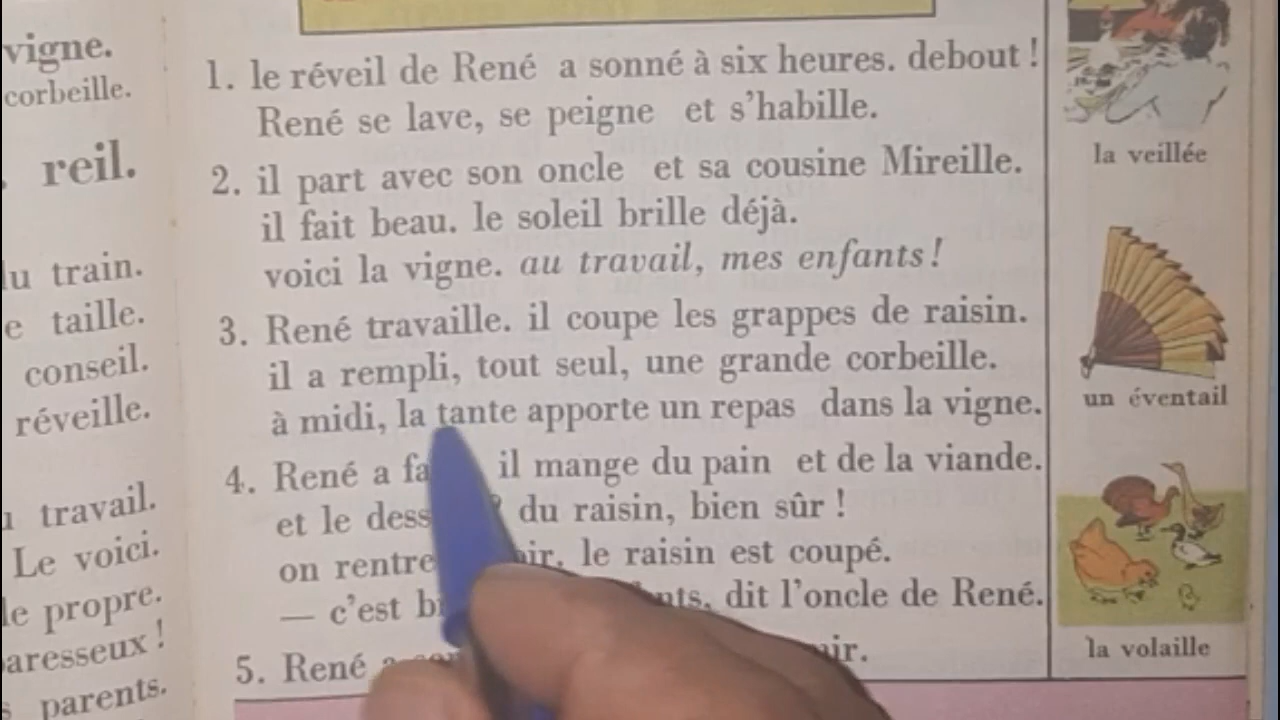 vigne.
corbeille.
reil.
train.
taille.
conseil.
réveille.
travail.
Le voici.
propre.
parents.
1. le réveil de René a sonné à six heures. debout !
René se lave, se peigne et s'habille.
2. il part avec son oncle et sa cousine Mireille.
il fait beau. le soleil brille déjà.
voici la vigne. au travail, mes enfants !
3. René travaille. il coupe les grappes de raisin.
il a rempli, tout seul, une grande corbeille.
à midi, la tante apporte un repas dans la vigne.
4. René a il mange du pain et de la viande.
et le du raisin, bien sûr !
on rentre le raisin est coupé.
— c'est dit l'oncle de René.
5. René
la veillée
un éventail
la volaille